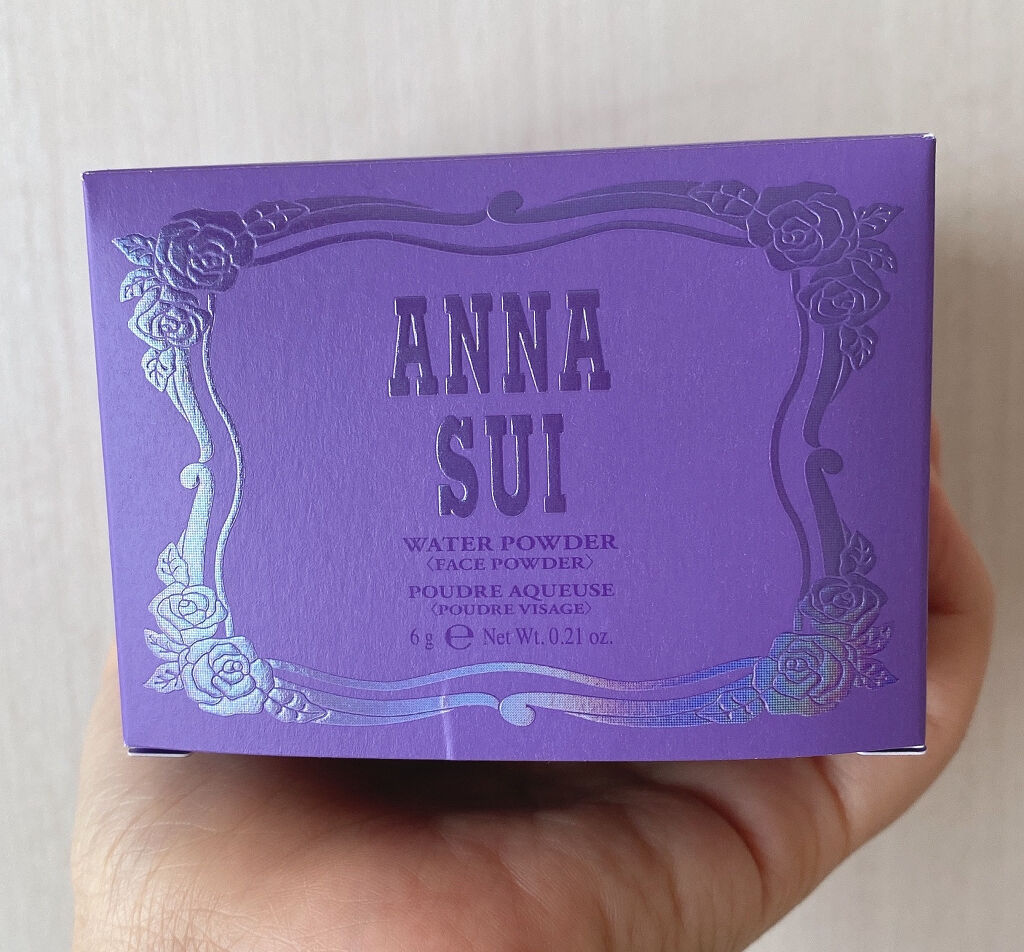 ANNA
SUI
WATER POWDER
〈FACE POWDER〉
POUDRE AQUEUSE
〈POUDRE VISAGE〉
6 g ℮ Net Wt. 0.21 oz.